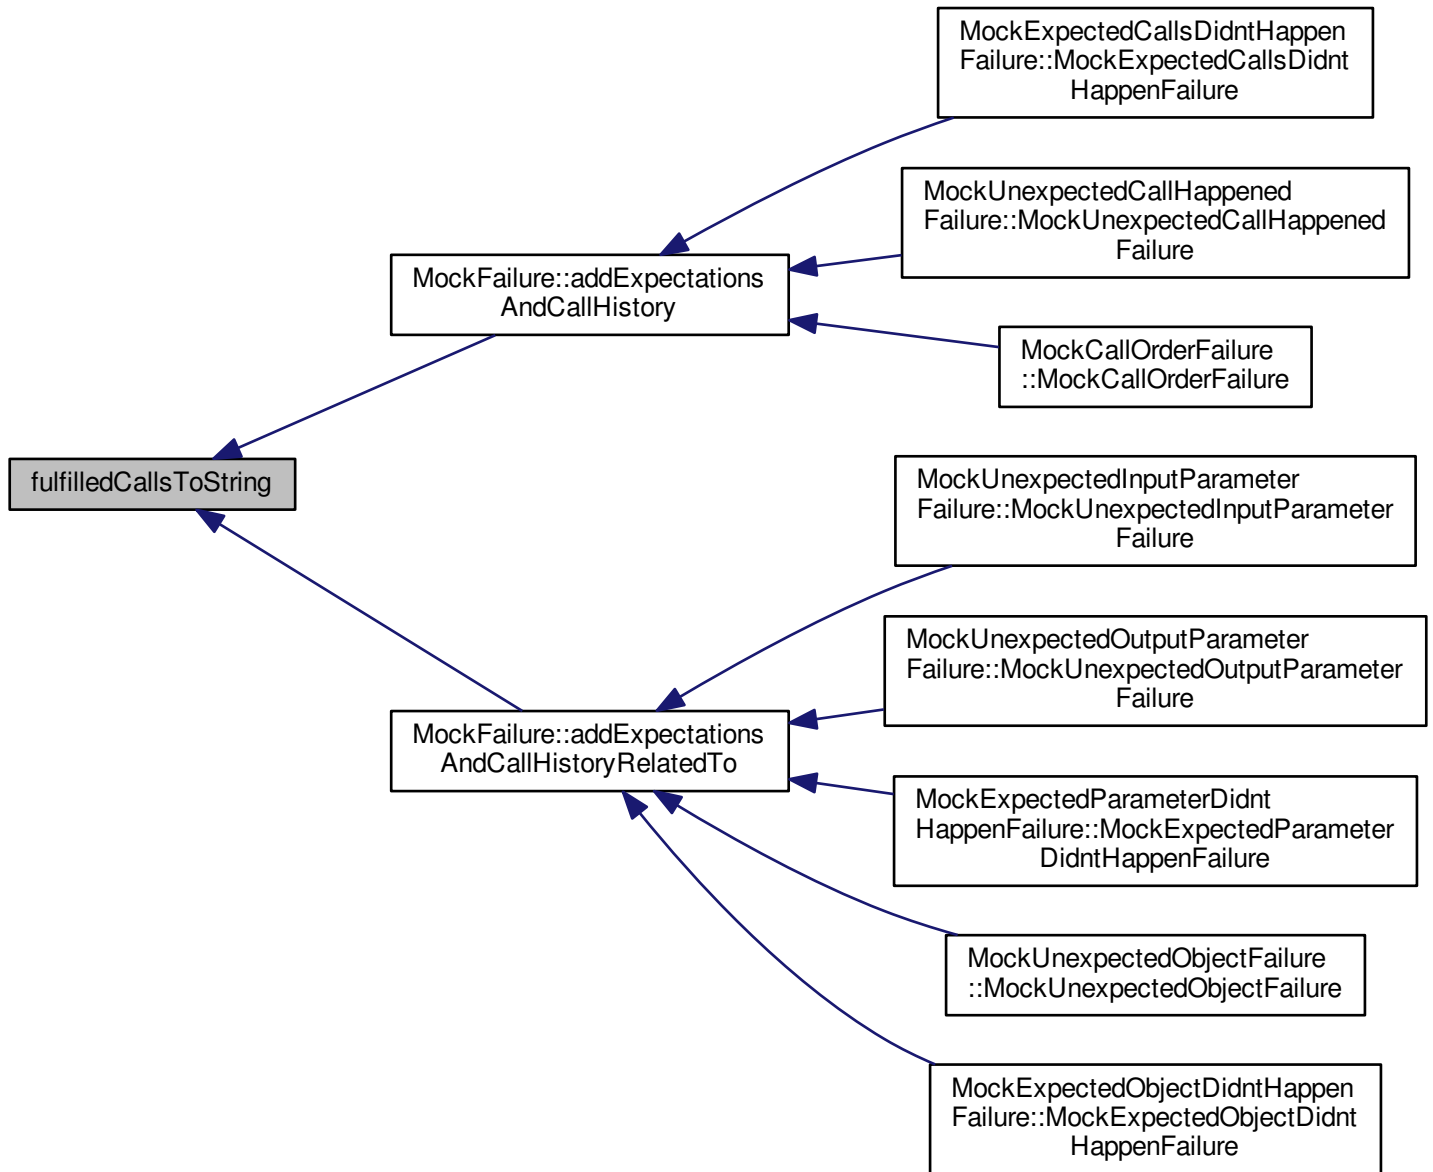 MockExpectedCallsDidntHappen
Failure::MockExpectedCallsDidnt
HappenFailure
MockUnexpectedCallHappened
Failure::MockUnexpectedCallHappened
Failure
MockFailure::addExpectations
AndCallHistory
MockCallOrderFailure
::MockCallOrderFailure
fulfilledCallsToString
MockUnexpectedInputParameter
Failure::MockUnexpectedInputParameter
Failure
MockUnexpectedOutputParameter
Failure::MockUnexpectedOutputParameter
Failure
MockFailure::addExpectations
AndCallHistoryRelatedTo
MockExpectedParameterDidnt
HappenFailure::MockExpectedParameter
DidntHappenFailure
MockUnexpectedObjectFailure
::MockUnexpectedObjectFailure
MockExpectedObjectDidntHappen
Failure::MockExpectedObjectDidnt
HappenFailure